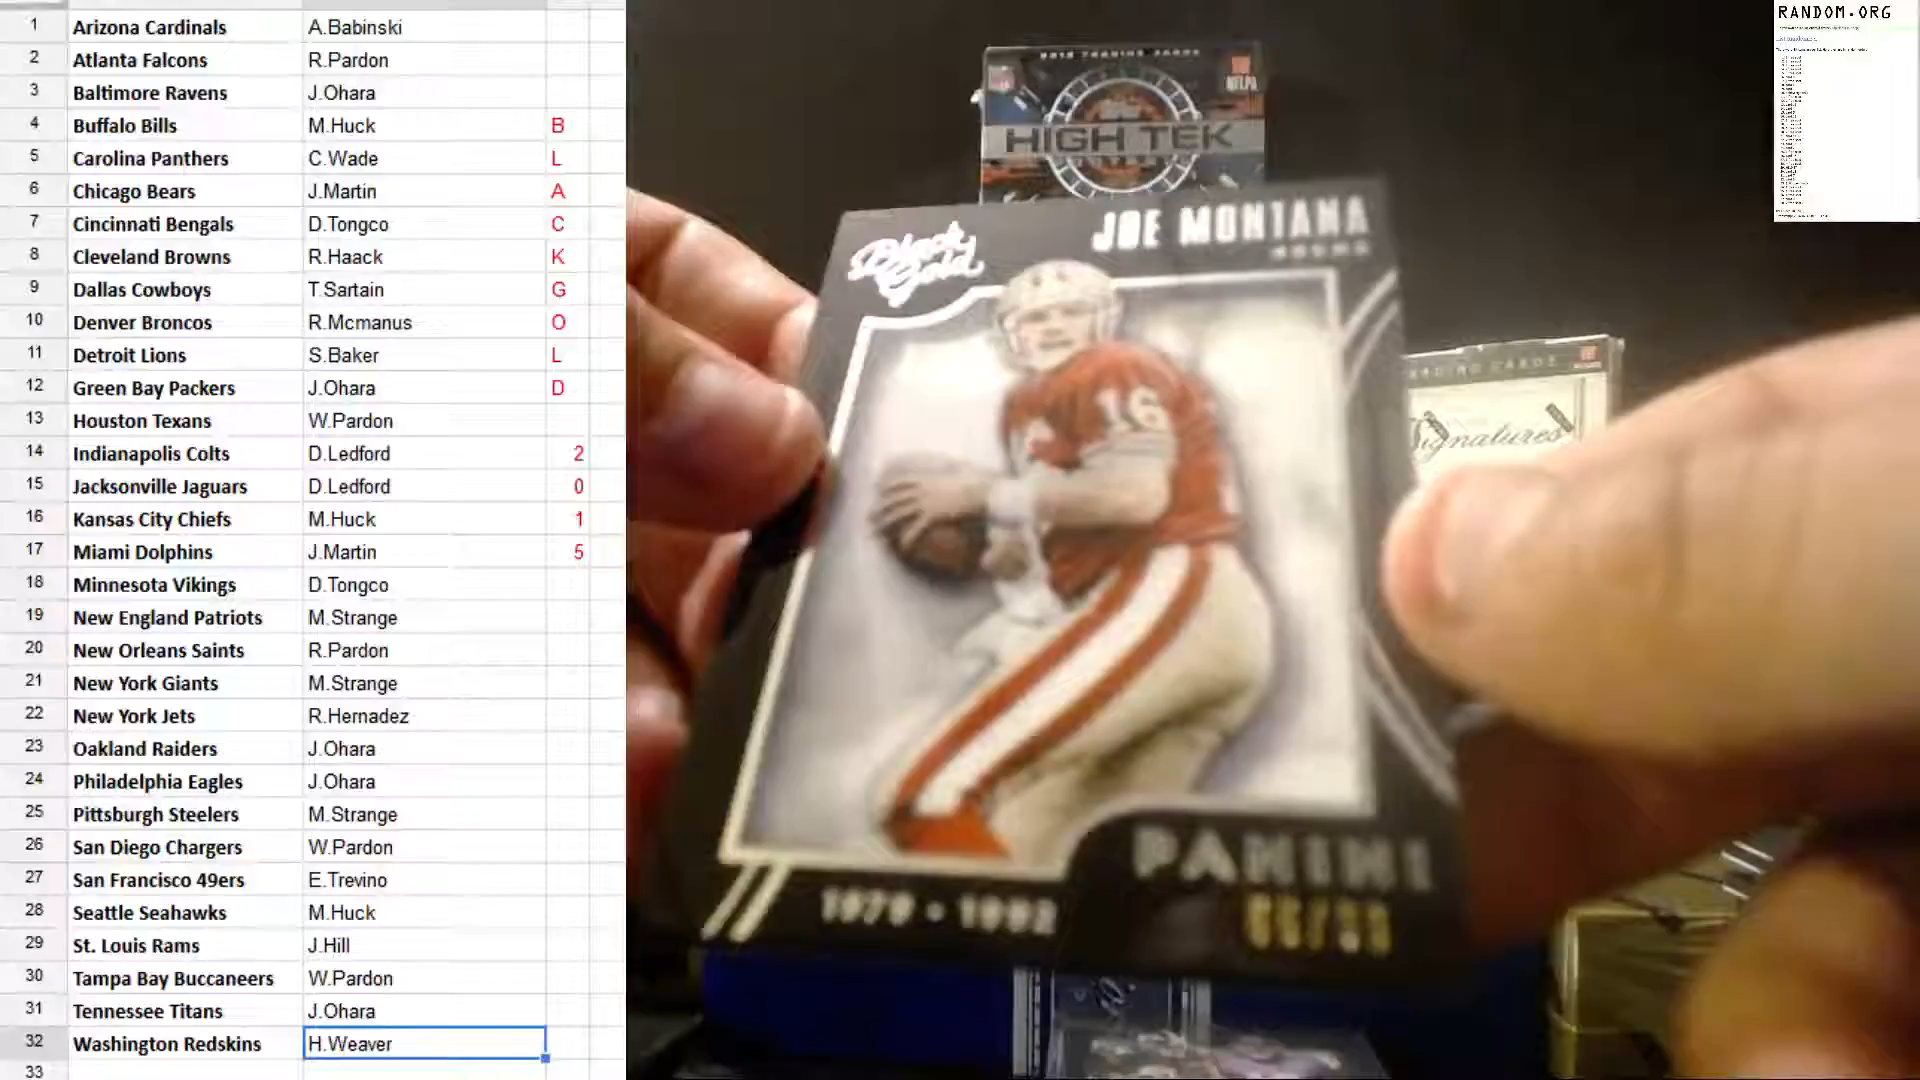 1 Arizona Cardinals A.Babinski
2 Atlanta Falcons R.Pardon
3 Baltimore Ravens J.Ohara
4 Buffalo Bills M.Huck B
5 Carolina Panthers C.Wade L
6 Chicago Bears J.Martin A
7 Cincinnati Bengals D.Tongco C
8 Cleveland Browns R.Haack K
9 Dallas Cowboys T.Sartain G
10 Denver Broncos R.Mcmanus O
11 Detroit Lions S.Baker L
12 Green Bay Packers J.Ohara D
13 Houston Texans W.Pardon
14 Indianapolis Colts D.Ledford 2
15 Jacksonville Jaguars D.Ledford 0
16 Kansas City Chiefs M.Huck 1
17 Miami Dolphins J.Martin 5
18 Minnesota Vikings D.Tongco
19 New England Patriots M.Strange
20 New Orleans Saints R.Pardon
21 New York Giants M.Strange
22 New York Jets R.Hernadez
23 Oakland Raiders J.Ohara
24 Philadelphia Eagles J.Ohara
25 Pittsburgh Steelers M.Strange
26 San Diego Chargers W.Pardon
27 San Francisco 49ers E.Trevino
28 Seattle Seahawks M.Huck
29 St. Louis Rams J.Hill
30 Tampa Bay Buccaneers W.Pardon
31 Tennessee Titans J.Ohara
32 Washington Redskins H.Weaver
33
TRADING CARDS
NFLPA
HIGH TEK
Black Gold
JOE MONTANA
49ERS
16
PANINI
1979 • 1992
TRADING CARDS
Signatures
RANDOM.ORG